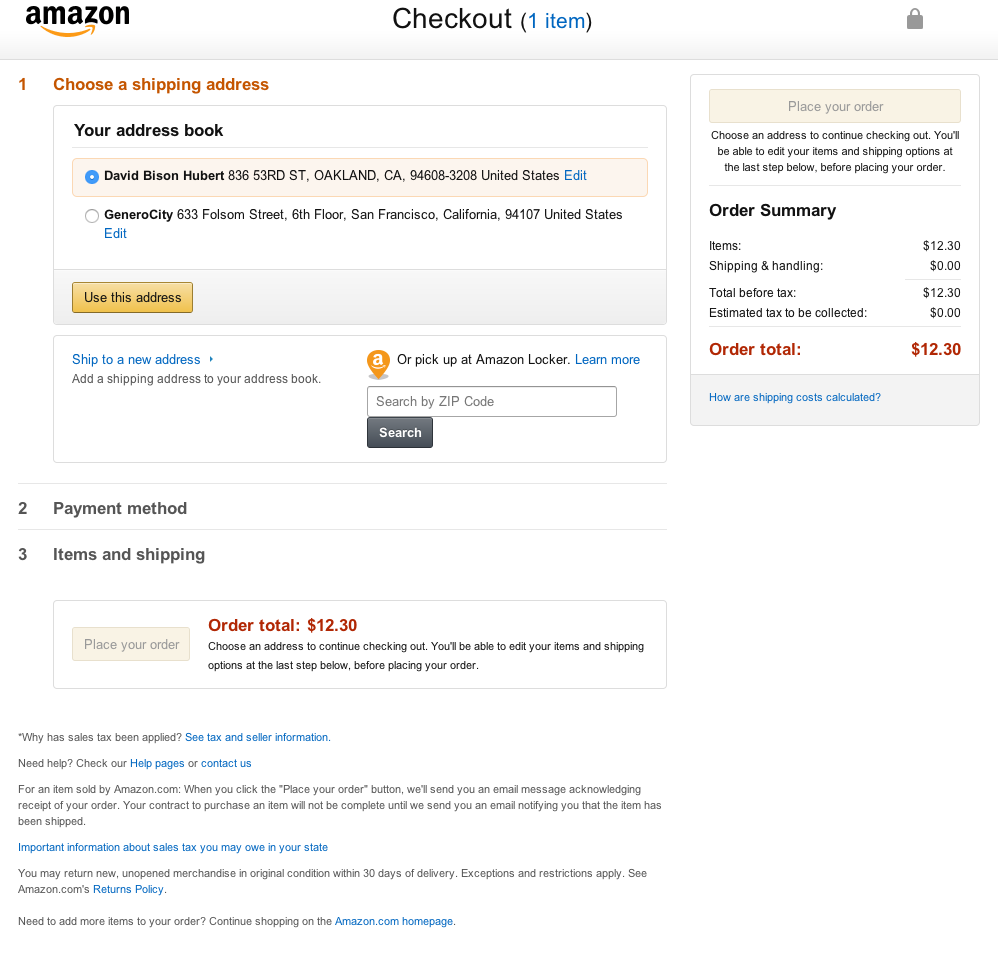 amazon
Checkout (1 item)
1 Choose a shipping address
Your address book
David Bison Hubert 836 53RD ST, OAKLAND, CA, 94608-3208 United States Edit
GeneroCity 633 Folsom Street, 6th Floor, San Francisco, California, 94107 United States
Edit
Use this address
Ship to a new address
Add a shipping address to your address book.
a
Or pick up at Amazon Locker. Learn more
Search by ZIP Code
Search
2 Payment method
3 Items and shipping
Place your order
Order total: $12.30
Choose an address to continue checking out. You'll be able to edit your items and shipping
options at the last step below, before placing your order.
Place your order
Choose an address to continue checking out. You'll
be able to edit your items and shipping options at
the last step below, before placing your order.
Order Summary
Items: $12.30
Shipping & handling: $0.00
Total before tax: $12.30
Estimated tax to be collected: $0.00
Order total: $12.30
How are shipping costs calculated?
*Why has sales tax been applied? See tax and seller information.
Need help? Check our Help pages or contact us
For an item sold by Amazon.com: When you click the "Place your order" button, we'll send you an email message acknowledging
receipt of your order. Your contract to purchase an item will not be complete until we send you an email notifying you that the item has
been shipped.
Important information about sales tax you may owe in your state
You may return new, unopened merchandise in original condition within 30 days of delivery. Exceptions and restrictions apply. See
Amazon.com's Returns Policy.
Need to add more items to your order? Continue shopping on the Amazon.com homepage.